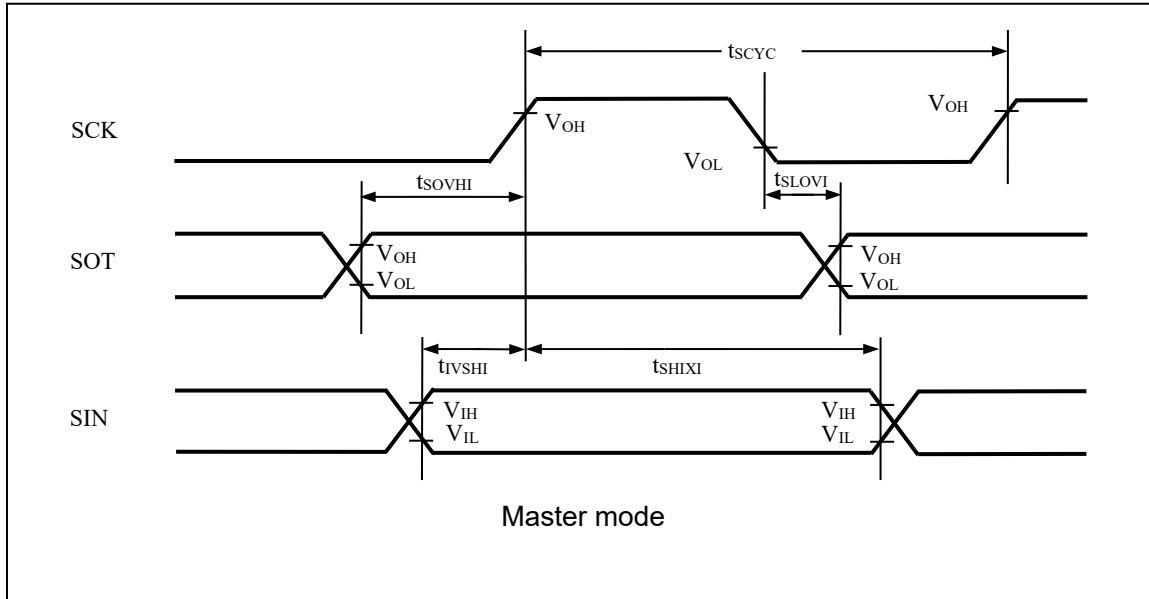 tSCYC
SCK
VOH
VOL
VOH
tSOVHI
tSLOVI
SOT
VOH
VOL
VOH
VOL
tIVSHI
tSHIXI
SIN
VIH
VIL
VIH
VIL
Master mode